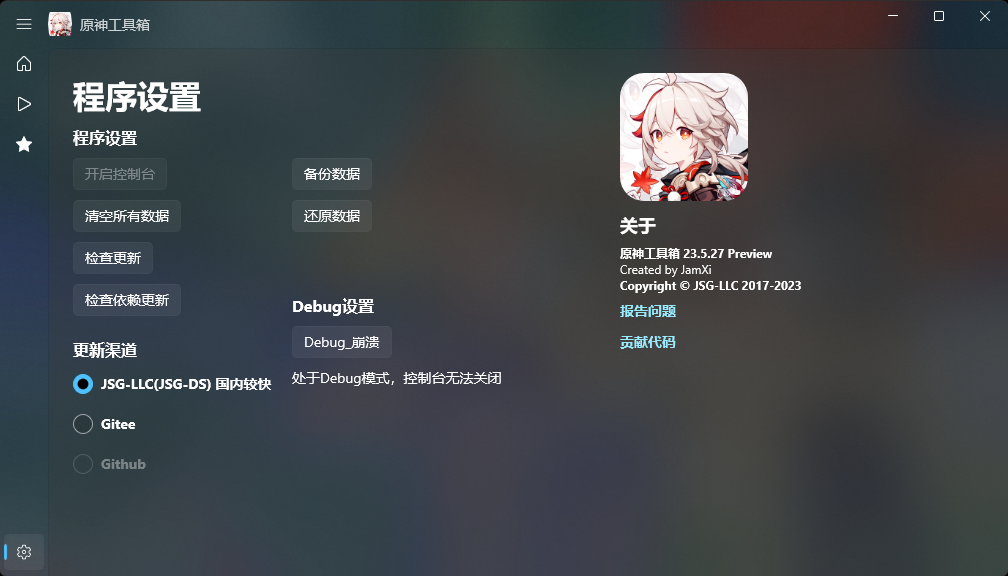 原神工具箱
程序设置
程序设置
开启控制台
备份数据
清空所有数据
还原数据
检查更新
检查依赖更新
更新渠道
JSG-LLC(JSG-DS) 国内较快
Gitee
Github
Debug设置
Debug_崩溃
处于Debug模式，控制台无法关闭
关于
原神工具箱 23.5.27 Preview
Created by JamXi
Copyright © JSG-LLC 2017-2023
报告问题
贡献代码